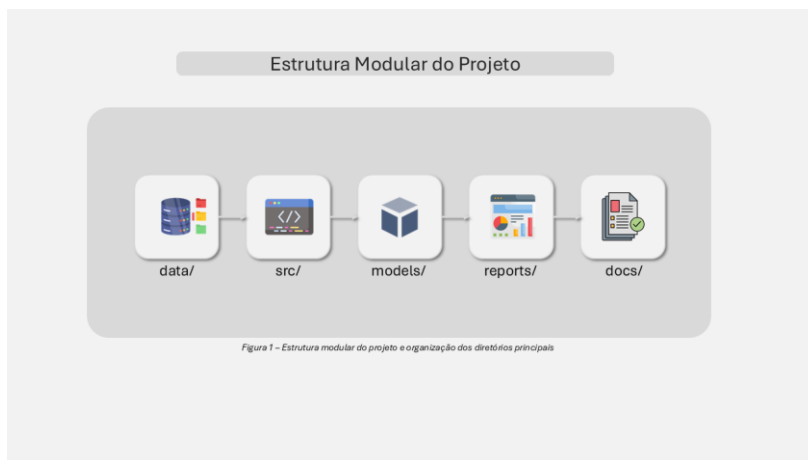 Estrutura Modular do Projeto
</>
data/ src/ models/ reports/ docs/
Figura 1 – Estrutura modular do projeto e organização dos diretórios principais